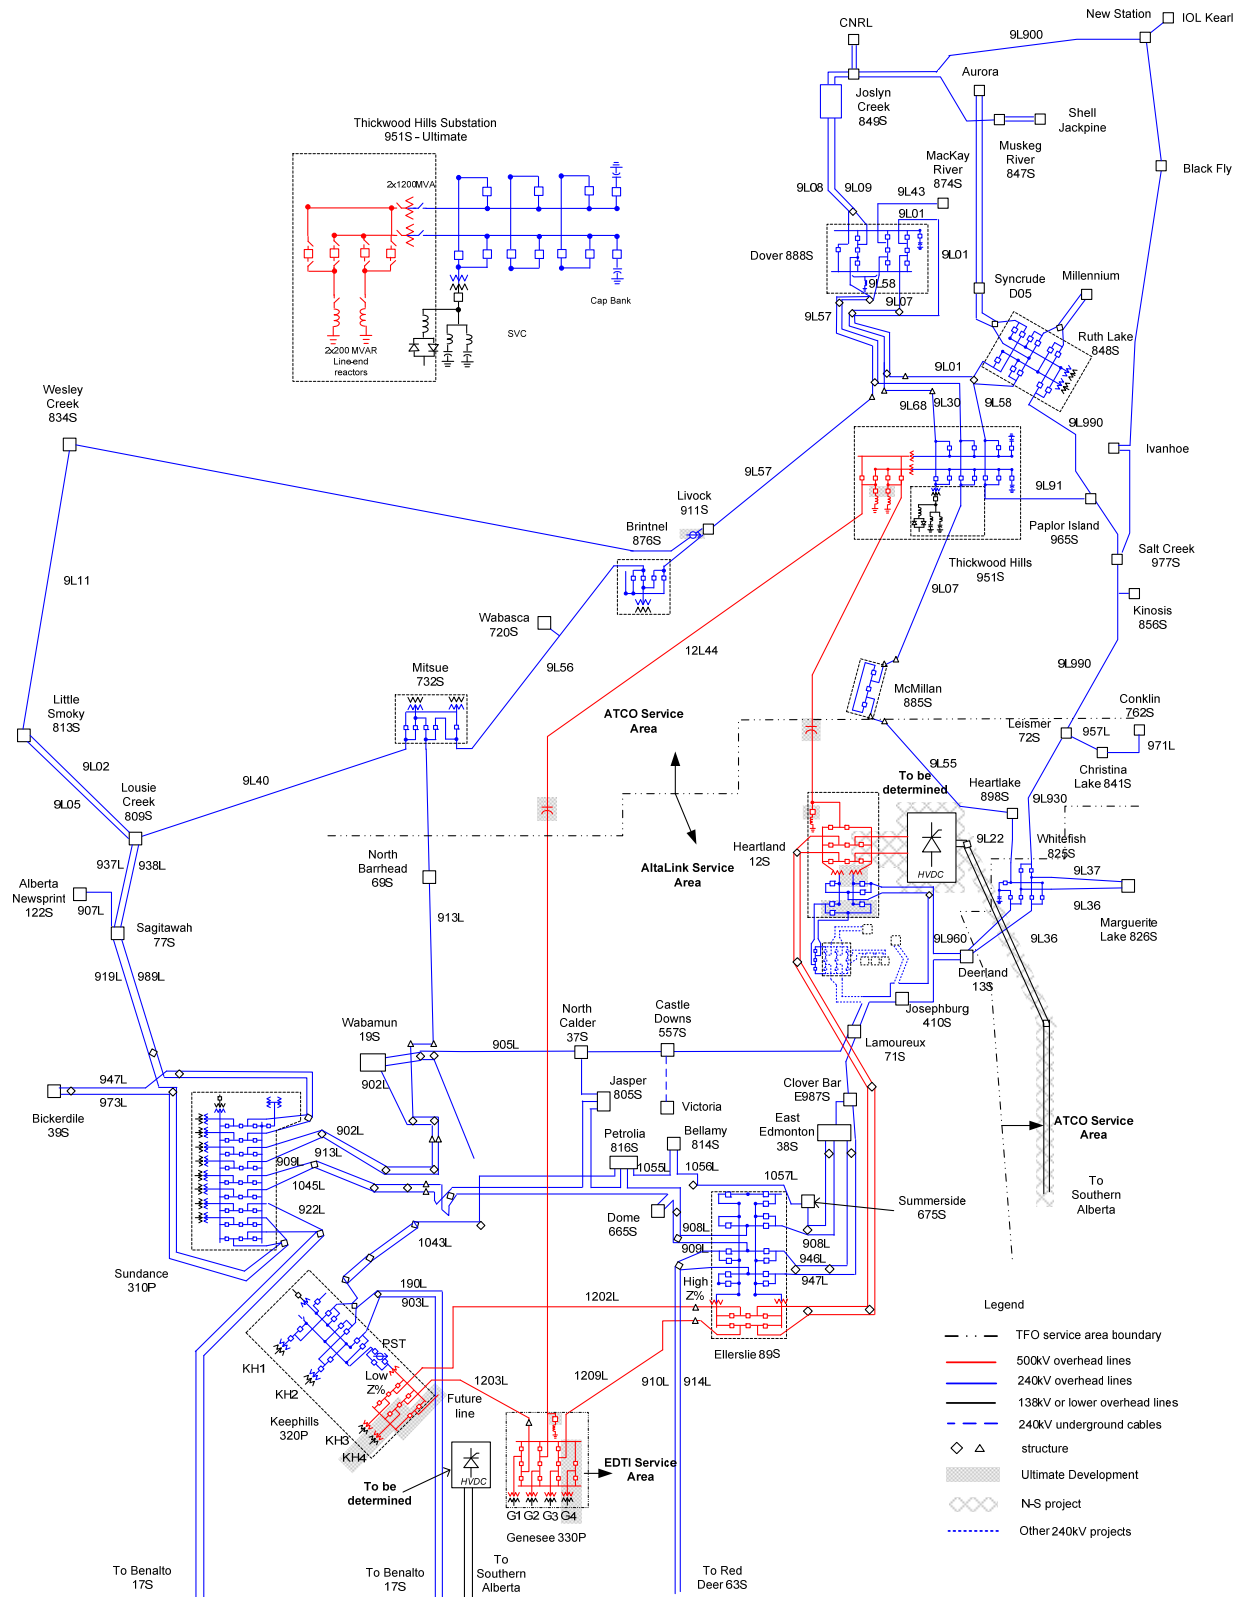 New Station
IOL Kearl
CNRL
9L900
Aurora
Joslyn
Creek
849S
Shell
Jackpine
Muskeg
River
847S
Thickwood Hills Substation
951S - Ultimate
MacKay
River
874S
Black Fly
2x1200MVA
9L08
9L09
9L43
9L01
9L01
Dover 888S
9L58
9L07
9L57
Syncrude
D05
Millennium
Cap Bank
SVC
2x200 MVAR
Line-end
reactors
Ruth Lake
848S
9L01
9L68
9L30
9L58
9L990
Wesley
Creek
834S
Ivanhoe
9L57
9L91
Livock
911S
Brintnel
876S
Paplor Island
965S
Salt Creek
977S
Thickwood Hills
951S
9L11
9L07
Kinosis
856S
Wabasca
720S
9L56
12L44
9L990
Mitsue
732S
McMillan
885S
Conklin
762S
Leismer
72S
957L
971L
Christina
Lake 841S
Little
Smoky
813S
ATCO Service
Area
9L02
9L05
Lousie
Creek
809S
9L40
9L55
To be
determined
Heartlake
898S
9L930
9L22
Whitefish
825S
937L
938L
North
Barrhead
69S
AltaLink Service
Area
Heartland
12S
HVDC
9L37
9L36
Alberta
Newsprint
122S
907L
913L
Marguerite
Lake 826S
Sagitawah
77S
9L960
9L36
919L
989L
Deerland
13S
Josephburg
410S
Wabamun
19S
905L
North
Calder
37S
Castle
Downs
557S
Lamoureux
71S
902L
947L
973L
Bickerdile
39S
Jasper
805S
Victoria
Clover Bar
E987S
East
Edmonton
38S
ATCO Service
Area
902L
913L
909L
1045L
922L
Petrolia
816S
Bellamy
814S
1055L
1056L
1057L
To
Southern
Alberta
Dome
665S
Summerside
675S
908L
908L
909L
946L
947L
1043L
Sundance
310P
High
Z%
190L
903L
1202L
Legend
TFO service area boundary
500kV overhead lines
240kV overhead lines
138kV or lower overhead lines
240kV underground cables
structure
Ultimate Development
N-S project
Other 240kV projects
PST
Ellerslie 89S
KH1
KH2
Low
Z%
1203L
1209L
910L
914L
Future
line
Keephills
320P
KH3
KH4
HVDC
To be
determined
EDTI Service
Area
G1
G2
G3
G4
Genesee 330P
To Benalto
17S
To Benalto
17S
To
Southern
Alberta
To Red
Deer 63S